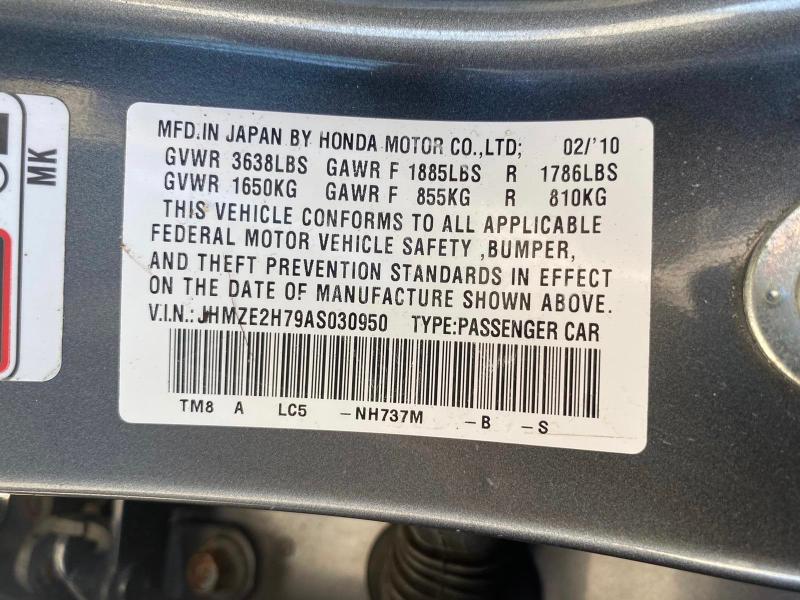 MK
MFD.IN JAPAN BY HONDA MOTOR CO.,LTD; 02/'10
GVWR 3638LBS GAWR F 1885LBS R 1786LBS
GVWR 1650KG GAWR F 855KG R 810KG
THIS VEHICLE CONFORMS TO ALL APPLICABLE
FEDERAL MOTOR VEHICLE SAFETY ,BUMPER,
AND THEFT PREVENTION STANDARDS IN EFFECT
ON THE DATE OF MANUFACTURE SHOWN ABOVE.
V.I.N.: JHMZE2H79AS030950 TYPE:PASSENGER CAR
TM8 A LC5 -NH737M -B -S